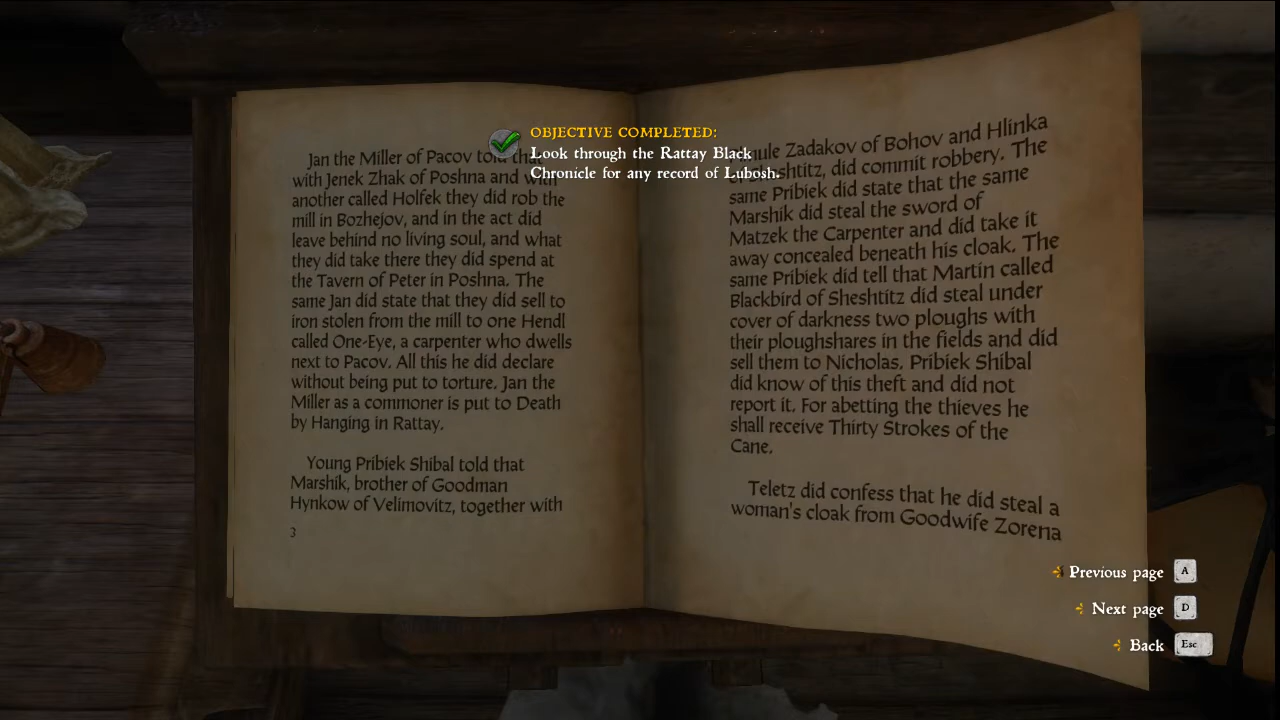 OBJECTIVE COMPLETED:
Look through the Rattay Black
Chronicle for any record of Lubosh.
Jan the Miller of Pacov told that
with Jenek Zhak of Poshna and with
another called Holfek they did rob the
mill in Bozhejov, and in the act did
leave behind no living soul, and what
they did take there they did spend at
the Tavern of Peter in Poshna. The
same Jan did state that they did sell to
iron stolen from the mill to one Hendl
called One-Eye, a carpenter who dwells
next to Pacov. All this he did declare
without being put to torture. Jan the
Miller as a commoner is put to Death
by Hanging in Rattay.
Young Pribiek Shibal told that
Marshik, brother of Goodman
Hynkow of Velimovitz, together with
3
Zadakov of Bohov and Hlinka
did commit robbery. The
same Pribiek did state that the same
Marshik did steal the sword of
Matzek the Carpenter and did take it
away concealed beneath his cloak. The
same Pribiek did tell that Martin called
Blackbird of Sheshtitz did steal under
cover of darkness two ploughs with
their ploughshares in the fields and did
sell them to Nicholas. Pribiek Shibal
did know of this theft and did not
report it. For abetting the thieves he
shall receive Thirty Strokes of the
Cane.
Teletz did confess that he did steal a
woman's cloak from Goodwife Zorena
Previous page A
Next page D
Back Esc